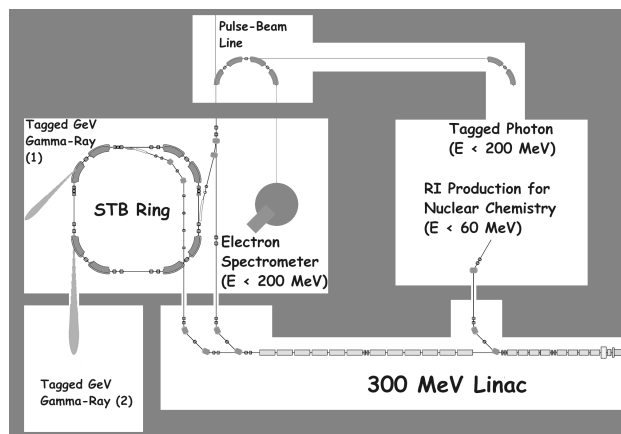 Pulse-Beam
Line
Tagged GeV
Gamma-Ray
(1)
Tagged Photon
(E < 200 MeV)
STB Ring
RI Production for
Nuclear Chemistry
(E < 60 MeV)
Electron
Spectrometer
(E < 200 MeV)
Tagged GeV
Gamma-Ray (2)
300 MeV Linac